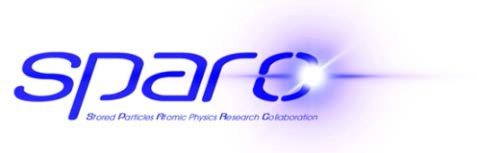 sparc
Stored Particles Atomic Physics Research Collaboration